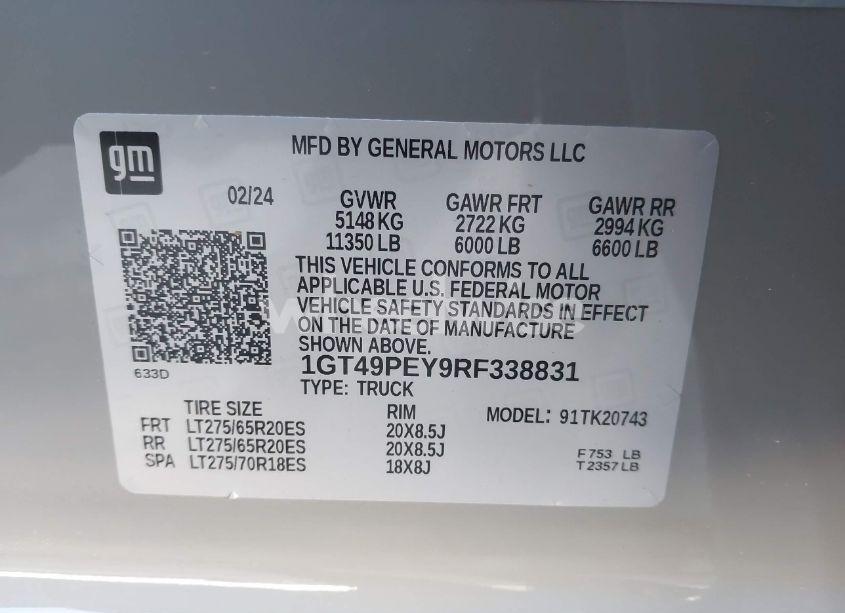 gm
MFD BY GENERAL MOTORS LLC
02/24 GVWR GAWR FRT GAWR RR
5148 KG 2722 KG 2994 KG
11350 LB 6000 LB 6600 LB
THIS VEHICLE CONFORMS TO ALL
APPLICABLE U.S. FEDERAL MOTOR
VEHICLE SAFETY STANDARDS IN EFFECT
ON THE DATE OF MANUFACTURE
SHOWN ABOVE.
633D
1GT49PEY9RF338831
TYPE: TRUCK
TIRE SIZE RIM MODEL: 91TK20743
FRT LT275/65R20ES 20X8.5J
RR LT275/65R20ES 20X8.5J
SPA LT275/70R18ES 18X8J
F 753 LB
T 2357 LB